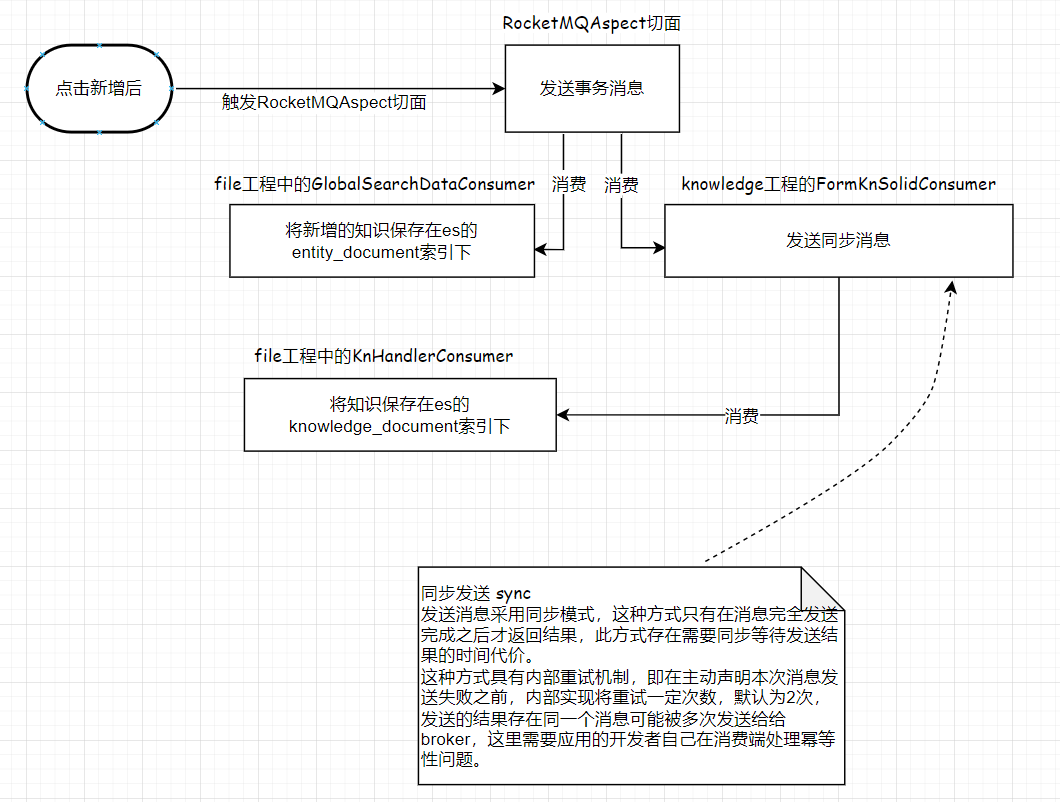 RocketMQAspect切面
点击新增后
触发RocketMQAspect切面
发送事务消息
file工程中的GlobalSearchDataConsumer
消费
消费
knowledge工程的FormKnSolidConsumer
将新增的知识保存在es的
entity_document索引下
发送同步消息
file工程中的KnHandlerConsumer
将知识保存在es的
knowledge_document索引下
消费
同步发送 sync
发送消息采用同步模式，这种方式只有在消息完全发送
完成之后才返回结果，此方式存在需要同步等待发送结
果的时间代价。
这种方式具有内部重试机制，即在主动声明本次消息发
送失败之前，内部实现将重试一定次数，默认为2次，
发送的结果存在同一个消息可能被多次发送给给
broker，这里需要应用的开发者自己在消费端处理幂等
性问题。